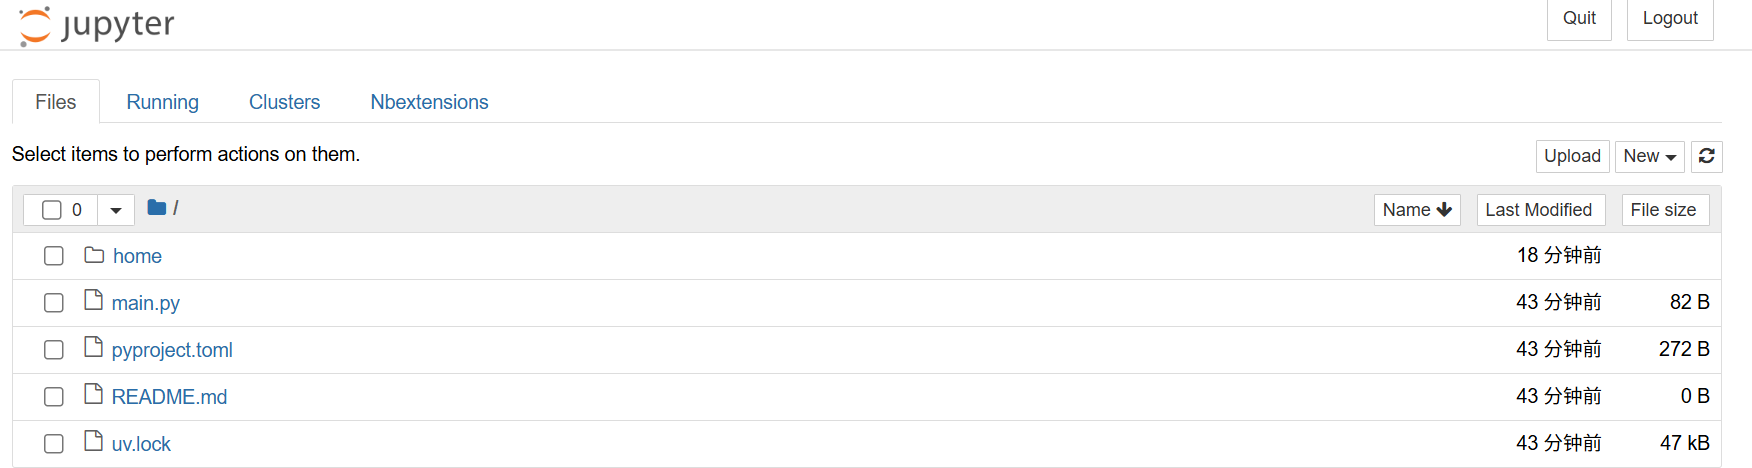 jupyter Quit Logout
Files Running Clusters Nbextensions
Select items to perform actions on them. Upload New
0 / Name Last Modified File size
home 18 分钟前
main.py 43 分钟前 82 B
pyproject.toml 43 分钟前 272 B
README.md 43 分钟前 0 B
uv.lock 43 分钟前 47 kB